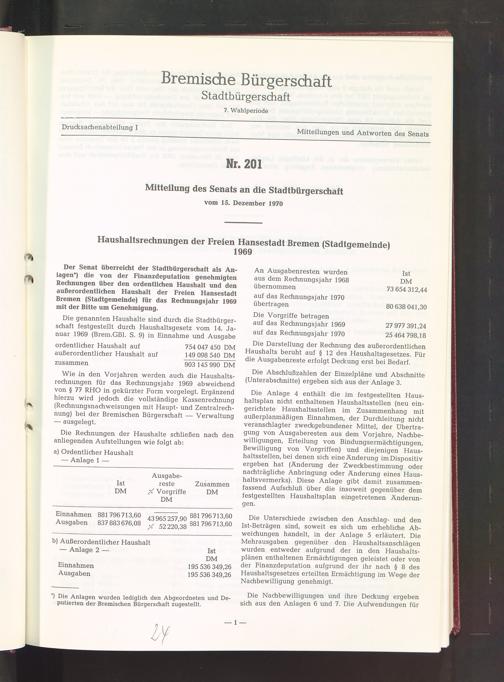 Bremische Bürgerschaft
Stadtbürgerschaft
7. Wahlperiode
Drucksachenabteilung I
Mitteilungen und Antworten des Senats
Nr. 201
Mitteilung des Senats an die Stadtbürgerschaft
vom 15. Dezember 1970
Haushaltsrechnungen der Freien Hansestadt Bremen (Stadtgemeinde)
1969
Der Senat überreicht der Stadtbürgerschaft als An-
lagen*) die von der Finanzdeputation genehmigten
Rechnungen über den ordentlichen Haushalt und den
außerordentlichen Haushalt der Freien Hansestadt
Bremen (Stadtgemeinde) für das Rechnungsjahr 1969
mit der Bitte um Genehmigung.
Die genannten Haushalte sind durch die Stadtbürger-
schaft festgestellt durch Haushaltsgesetz vom 14. Ja-
nuar 1969 (Brem.GBl. S. 9) in Einnahme und Ausgabe
ordentlicher Haushalt auf 754 047 450 DM
außerordentlicher Haushalt auf 149 098 540 DM
zusammen 903 145 990 DM
Wie in den Vorjahren werden auch die Haushalts-
rechnungen für das Rechnungsjahr 1969 abweichend
von § 77 RHO in gekürzter Form vorgelegt. Ergänzend
hierzu wird jedoch die vollständige Kassenrechnung
(Rechnungsnachweisungen mit Haupt- und Zentralrech-
nung) bei der Bremischen Bürgerschaft — Verwaltung
— ausgelegt.
Die Rechnungen der Haushalte schließen nach den
anliegenden Aufstellungen wie folgt ab:
a) Ordentlicher Haushalt
— Anlage 1 —
Ausgabe-
Ist reste Zusammen
DM ⁒ Vorgriffe DM
DM
Einnahmen 881 796 713,60 881 796 713,60
Ausgaben 837 883 676,08 43 965 257,90 881 796 713,60
⁒ 52 220,38
b) Außerordentlicher Haushalt
— Anlage 2 — Ist
DM
Einnahmen 195 536 349,26
Ausgaben 195 536 349,26
*) Die Anlagen wurden lediglich den Abgeordneten und De-
putierten der Bremischen Bürgerschaft zugestellt.
An Ausgabenresten wurden Ist
aus dem Rechnungsjahr 1968 DM
übernommen 73 654 312,44
auf das Rechnungsjahr 1970
übertragen 80 638 041,30
Die Vorgriffe betragen
auf das Rechnungsjahr 1969 27 977 391,24
auf das Rechnungsjahr 1970 25 464 798,18
Die Darstellung der Rechnung des außerordentlichen
Haushalts beruht auf § 12 des Haushaltsgesetzes. Für
die Ausgabenreste erfolgt Deckung erst bei Bedarf.
Die Abschlußzahlen der Einzelpläne und Abschnitte
(Unterabschnitte) ergeben sich aus der Anlage 3.
Die Anlage 4 enthält die im festgestellten Haus-
haltsplan nicht enthaltenen Haushaltsstellen (neu ein-
gerichtete Haushaltsstellen im Zusammenhang mit
außerplanmäßigen Einnahmen, der Durchleitung nicht
veranschlagter zweckgebundener Mittel, der Übertra-
gung von Ausgaberesten aus dem Vorjahre, Nachbe-
willigungen, Erteilung von Bindungsermächtigungen,
Bewilligung von Vorgriffen) und diejenigen Haus-
haltsstellen, bei denen sich eine Änderung im Dispositiv
ergeben hat (Änderung der Zweckbestimmung oder
nachträgliche Anbringung oder Änderung eines Haus-
haltsvermerks). Diese Anlage gibt damit zusammen-
fassend Aufschluß über die insoweit gegenüber dem
festgestellten Haushaltsplan eingetretenen Änderun-
gen.
Die Unterschiede zwischen den Anschlag- und den
Ist-Beträgen sind, soweit es sich um erhebliche Ab-
weichungen handelt, in der Anlage 5 erläutert. Die
Mehrausgaben gegenüber den Haushaltsanschlägen
wurden entweder aufgrund der in den Haushalts-
plänen enthaltenen Ermächtigungen geleistet oder von
der Finanzdeputation aufgrund der ihr nach § 8 des
Haushaltsgesetzes erteilten Ermächtigung im Wege der
Nachbewilligung genehmigt.
Die Nachbewilligungen und ihre Deckung ergeben
sich aus den Anlagen 6 und 7. Die Aufwendungen für
— 1 —
24